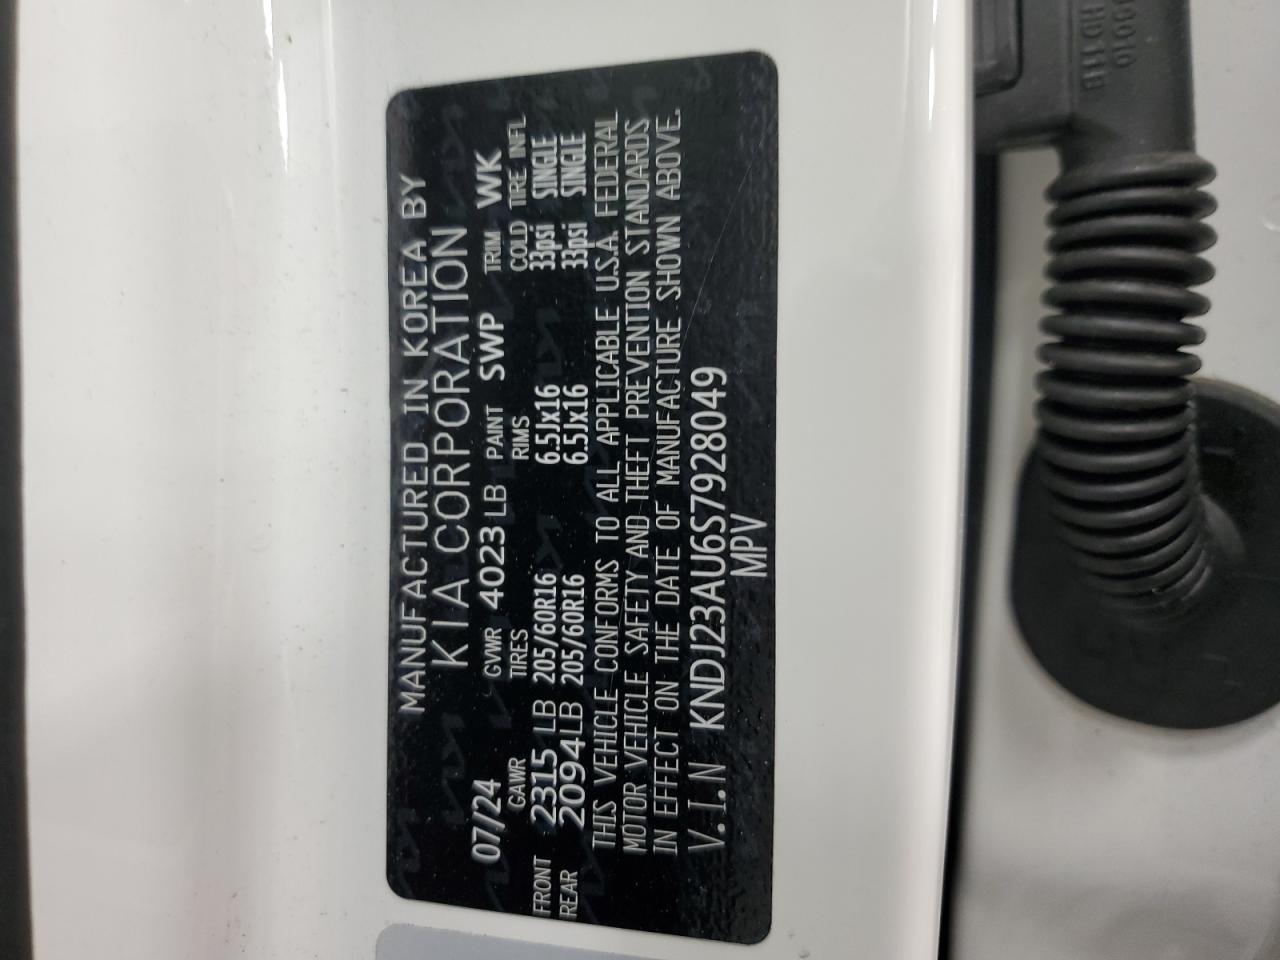 MANUFACTURED IN KOREA BY
KIA CORPORATION
07/24 GVWR 4023 LB PAINT SWP TRIM WK
GAWR TIRES RIMS COLD TIRE INFL
FRONT 2315 LB 205/60R16 6.5Jx16 33psi SINGLE
REAR 2094LB 205/60R16 6.5Jx16 33psi SINGLE
THIS VEHICLE CONFORMS TO ALL APPLICABLE U.S.A. FEDERAL
MOTOR VEHICLE SAFETY AND THEFT PREVENTION STANDARDS
IN EFFECT ON THE DATE OF MANUFACTURE SHOWN ABOVE.
V.I.N KNDJ23AU6S7928049
MPV
HD 11B